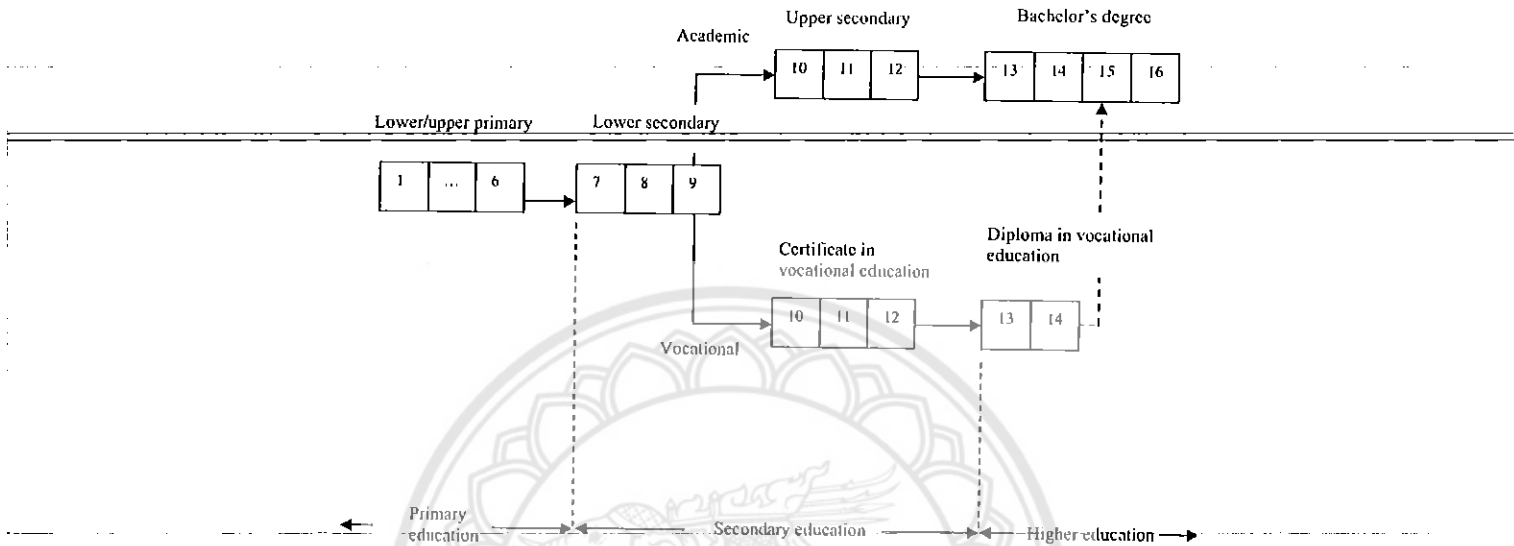 Upper secondary
Bachelor's degree
Academic
10 11 12
13 14 15 16
Lower/upper primary
Lower secondary
1 ... 6
7 8 9
Certificate in
vocational education
Diploma in vocational
education
10 11 12
13 14
Vocational
Primary
education
Secondary education
Higher education